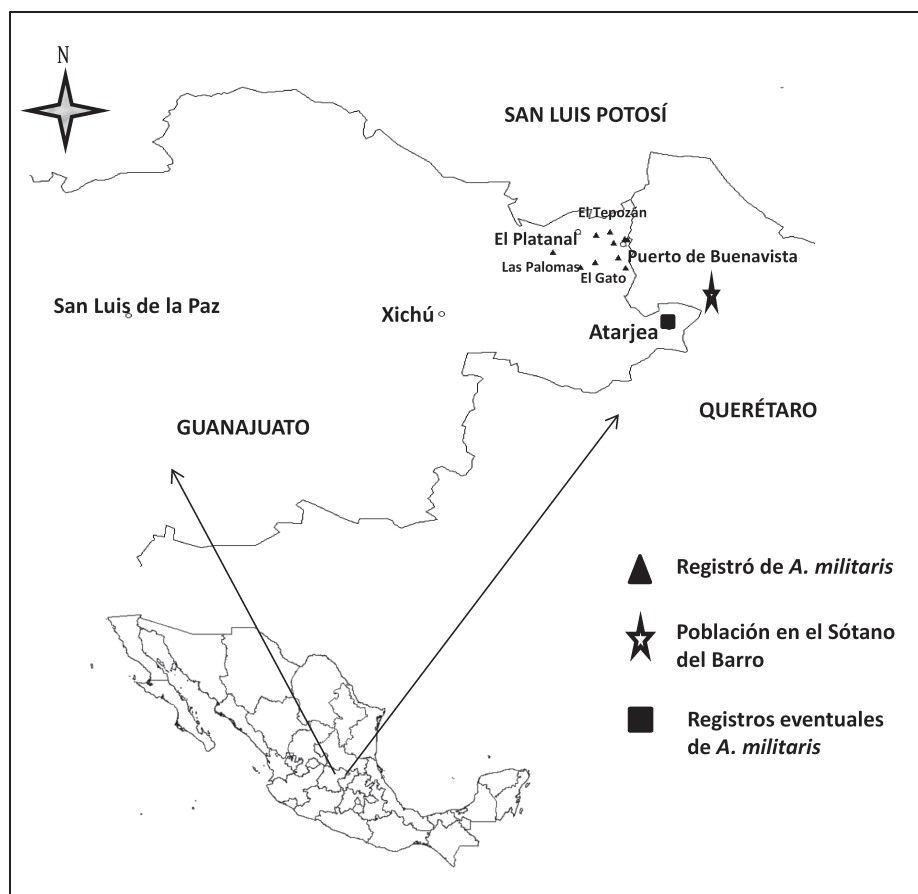 N
SAN LUIS POTOSÍ
El Tepozán
El Platanal
Puerto de Buenavista
Las Palomas
El Gato
San Luis de la Paz
Xichú
Atarjea
GUANAJUATO
QUERÉTARO
Registró de A. militaris
Población en el Sótano
del Barro
Registros eventuales
de A. militaris